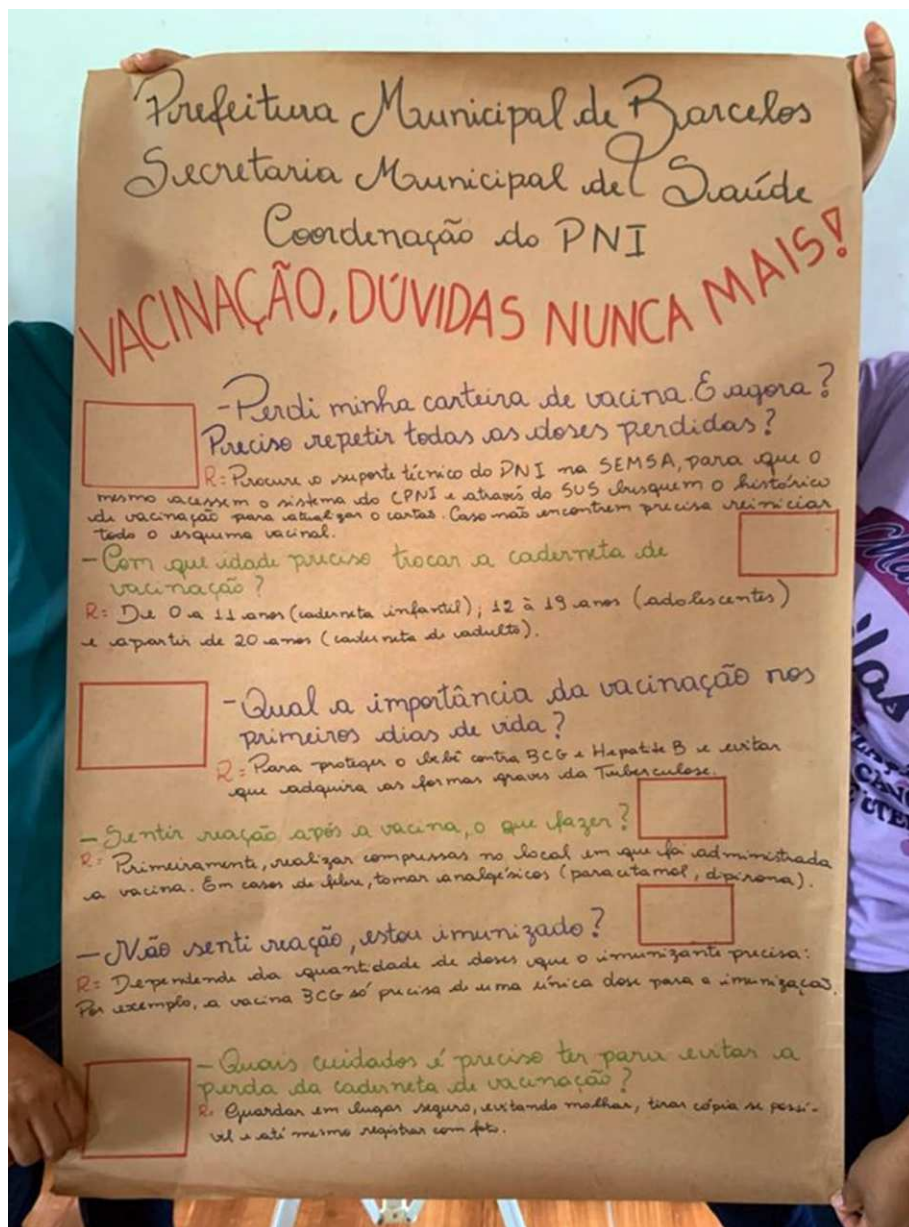 Prefeitura Municipal de Barcelos
Secretaria Municipal de Saúde
Coordenação do PNI
VACINAÇÃO, DÚVIDAS NUNCA MAIS!
- Perdi minha carteira de vacina. E agora?
Preciso repetir todas as doses perdidas?
R: Procure o suporte técnico do PNI na SEMSA, para que o
mesmo acessem o sistema do CPNI e através do SUS busquem o histórico
de vacinação para atualizar o cartão. Caso não encontrem precisa reiniciar
todo o esquema vacinal.
- Com que idade preciso trocar a caderneta de
vacinação?
R: De 0 a 11 anos (caderneta infantil); 12 à 19 anos (adolescentes)
e apartir de 20 anos (caderneta do adulto).
- Qual a importância da vacinação nos
primeiros dias de vida?
R: Para proteger o bebê contra BCG e Hepatite B e evitar
que adquira as formas graves da Tuberculose.
- Sentir reação após a vacina, o que fazer?
R: Primeiramente, realizar compressas no local em que foi administrada
a vacina. Em casos de febre, tomar analgésicos (paracetamol, dipirona).
- Não senti reação, estou imunizado?
R: Dependendo da quantidade de doses que o imunizante precisa:
Por exemplo, a vacina BCG só precisa de uma única dose para a imunização.
- Quais cuidados é preciso ter para evitar a
perda da caderneta de vacinação?
R: Guardar em lugar seguro, evitando molhar, tirar cópia se possí-
vel e até mesmo registrar com foto.